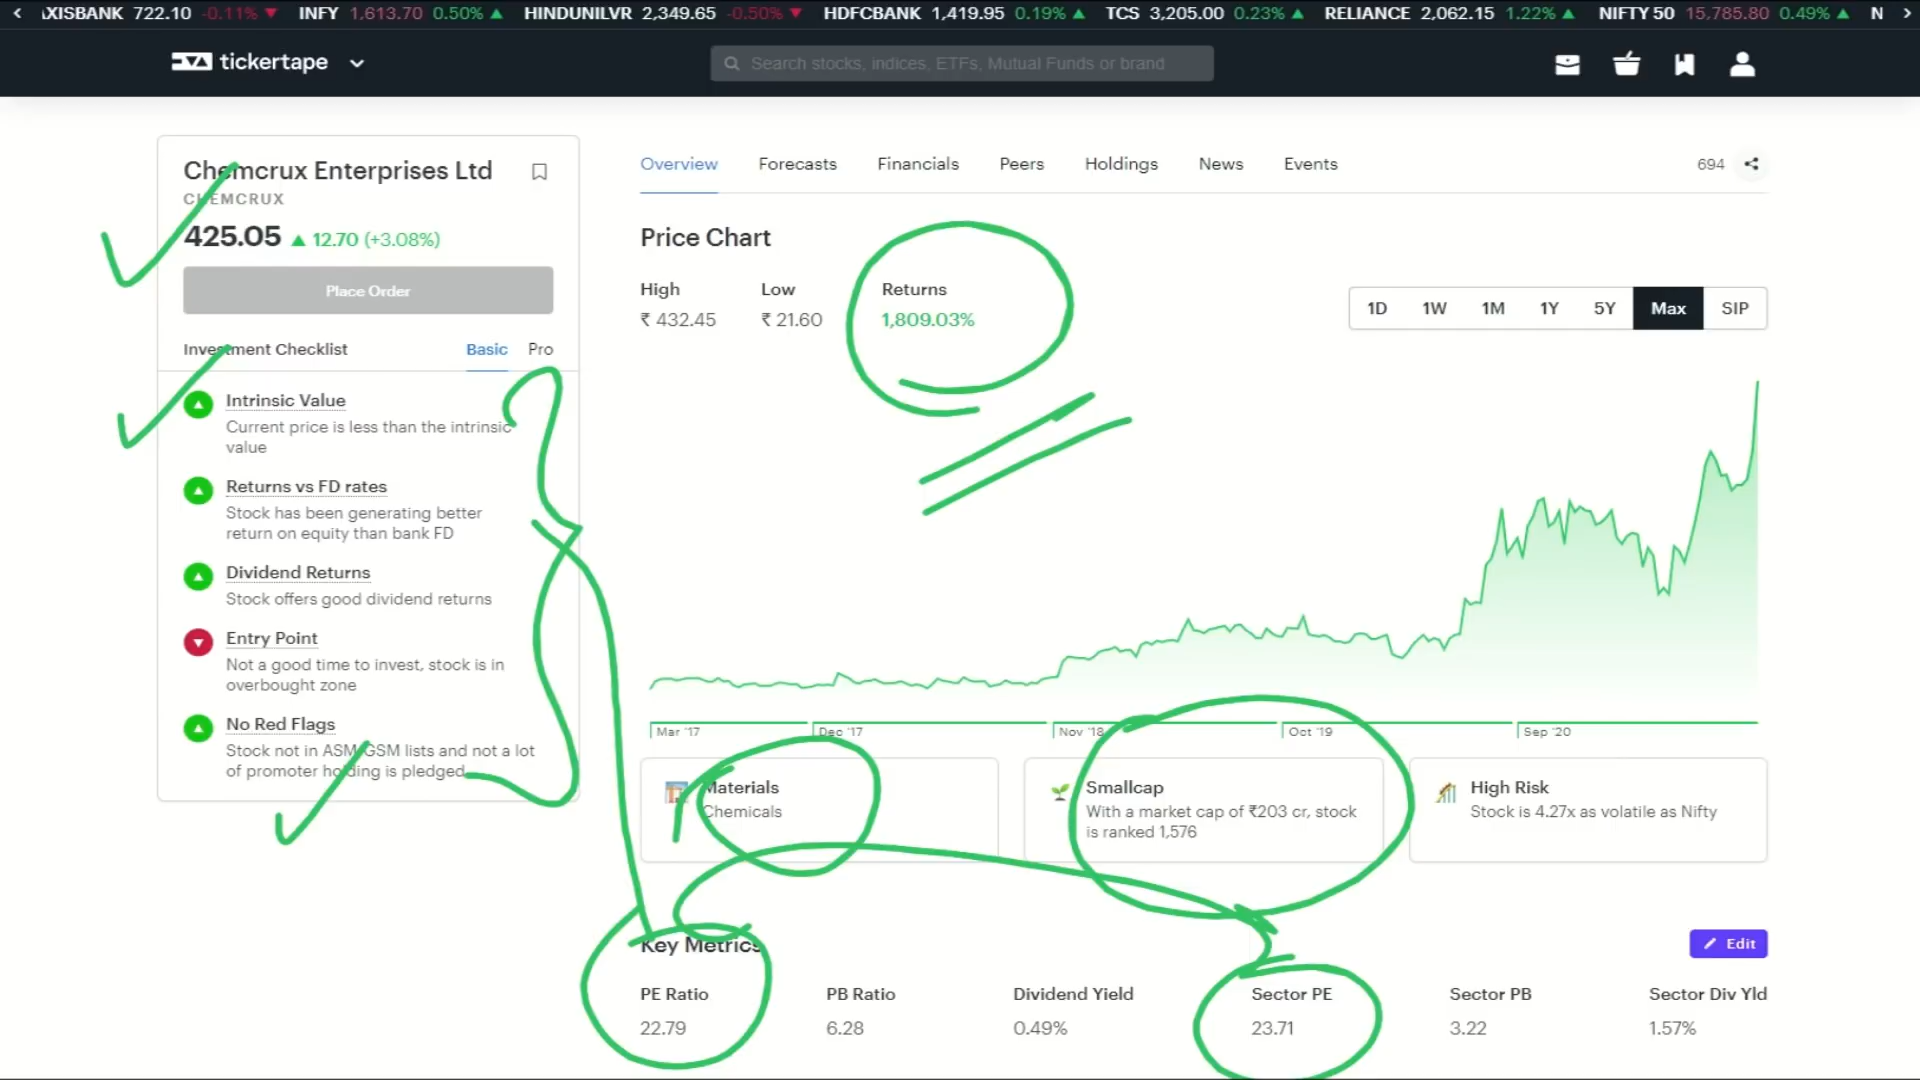 AXISBANK 722.10 -0.11% ▼ INFY 1,613.70 0.50% ▲ HINDUNILVR 2,349.65 -0.50% ▼ HDFCBANK 1,419.95 0.19% ▲ TCS 3,205.00 0.23% ▲ RELIANCE 2,062.15 1.22% ▲ NIFTY 50 15,785.80 0.49% ▲ N
tickertape
Search stocks, indices, ETFs, Mutual Funds or brand
Chemcrux Enterprises Ltd
CHEMCRUX
425.05 ▲ 12.70 (+3.08%)
Place Order
Investment Checklist Basic Pro
Intrinsic Value
Current price is less than the intrinsic
value
Returns vs FD rates
Stock has been generating better
return on equity than bank FD
Dividend Returns
Stock offers good dividend returns
Entry Point
Not a good time to invest, stock is in
overbought zone
No Red Flags
Stock not in ASM/GSM lists and not a lot
of promoter holding is pledged
Overview Forecasts Financials Peers Holdings News Events 694
Price Chart
High Low Returns
₹ 432.45 ₹ 21.60 1,809.03%
1D 1W 1M 1Y 5Y Max SIP
Mar '17 Dec '17 Nov '18 Oct '19 Sep '20
Materials
Chemicals
Smallcap
With a market cap of ₹203 cr, stock
is ranked 1,576
High Risk
Stock is 4.27x as volatile as Nifty
Key Metrics
Edit
PE Ratio PB Ratio Dividend Yield Sector PE Sector PB Sector Div Yld
22.79 6.28 0.49% 23.71 3.22 1.57%